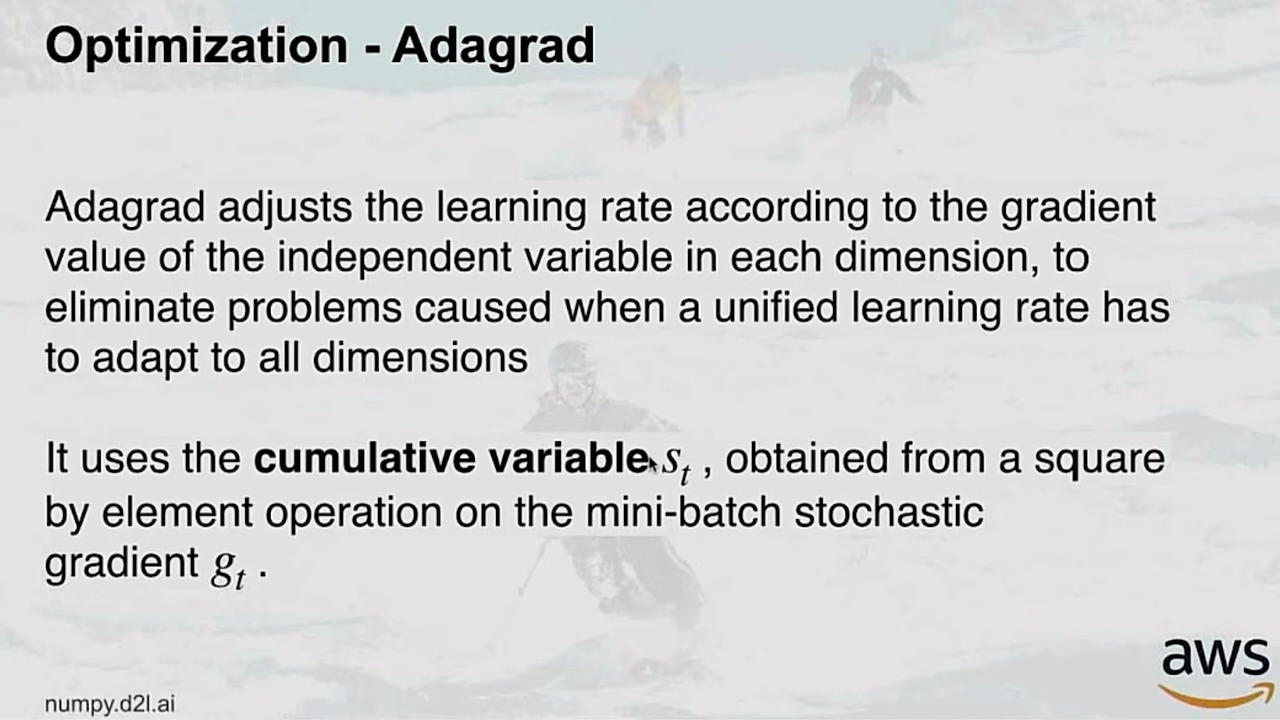 Optimization - Adagrad
Adagrad adjusts the learning rate according to the gradient
value of the independent variable in each dimension, to
eliminate problems caused when a unified learning rate has
to adapt to all dimensions
It uses the cumulative variable s_t , obtained from a square
by element operation on the mini-batch stochastic
gradient g_t .
aws
numpy.d2l.ai